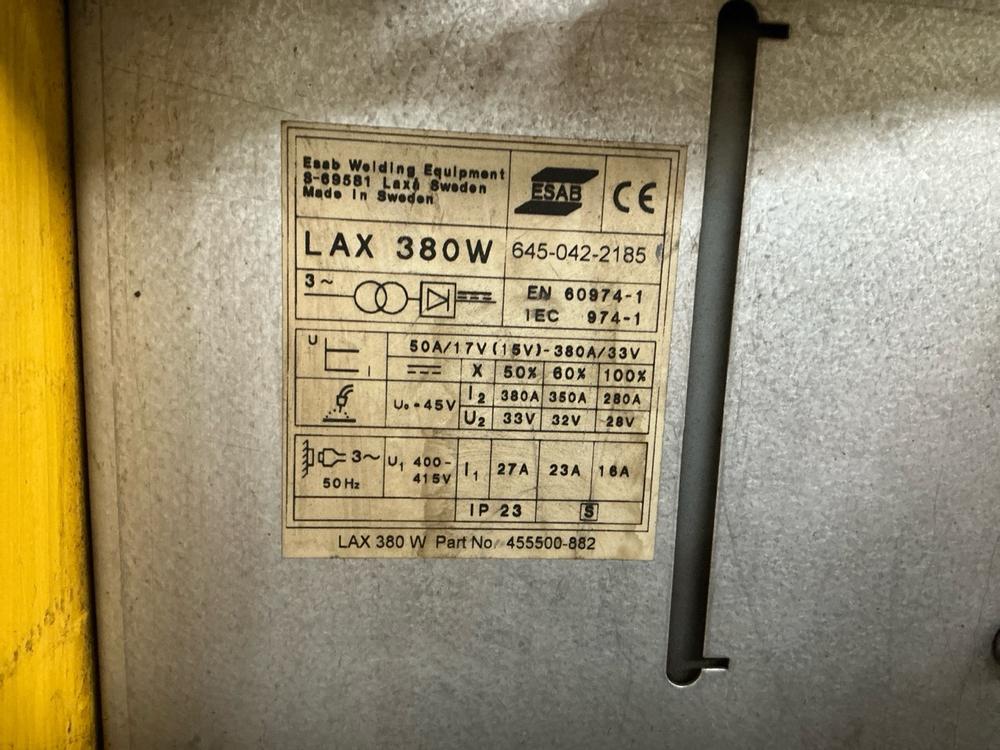 Esab Welding Equipment
S-69581 Laxå Sweden
Made in Sweden
ESAB
CE
LAX 380W
645-042-2185
3~
EN 60974-1
IEC 974-1
U
I
50A/17V(15V)-380A/33V
X 50% 60% 100%
U₀=45V
I₂ 380A 350A 280A
U₂ 33V 32V 28V
3~
50Hz
U₁ 400-
415V
I₁ 27A 23A 16A
IP 23
S
LAX 380 W Part No 455500-882